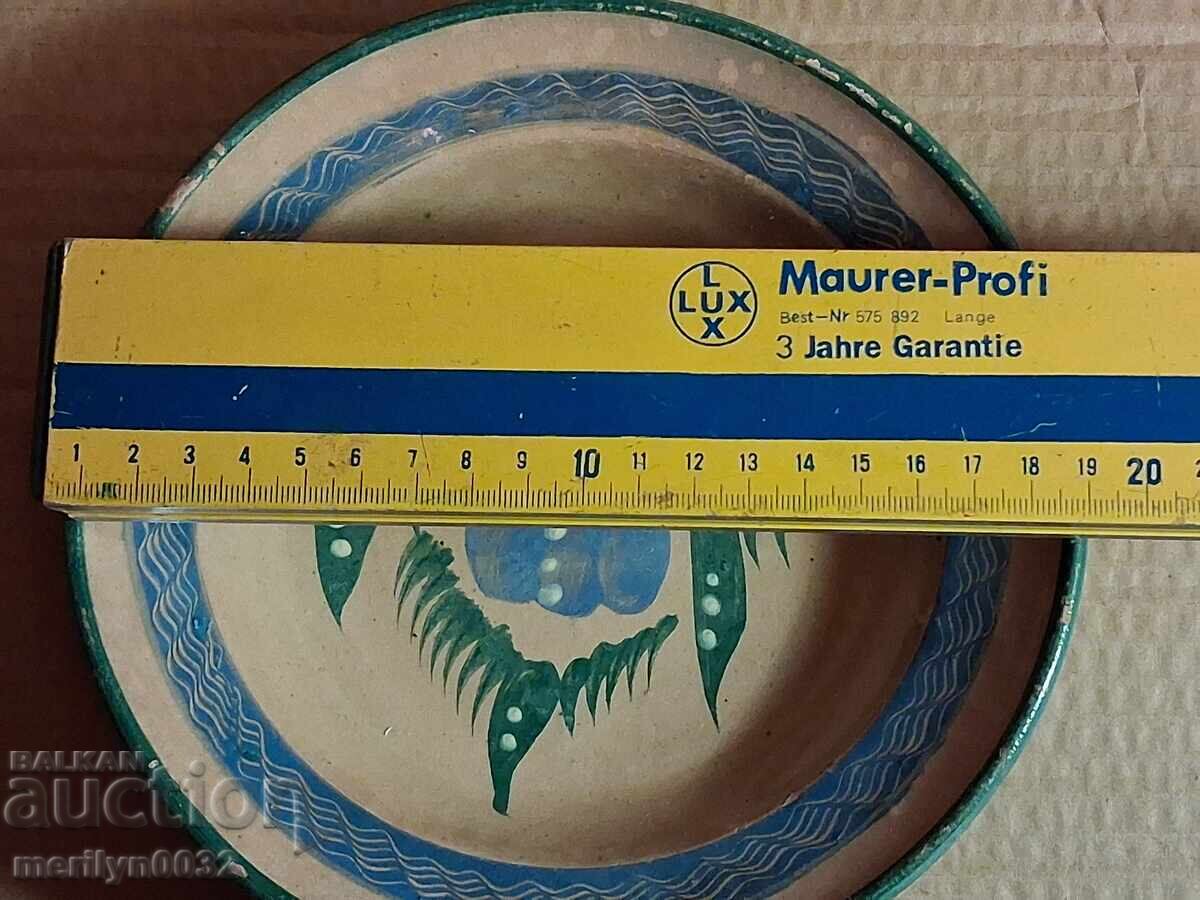 L
LUX
X
Maurer-Profi
Best-Nr 575 892 Lange
3 Jahre Garantie
1 2 3 4 5 6 7 8 9 10 11 12 13 14 15 16 17 18 19 20 2
BALKAN
auction
merilyn0032